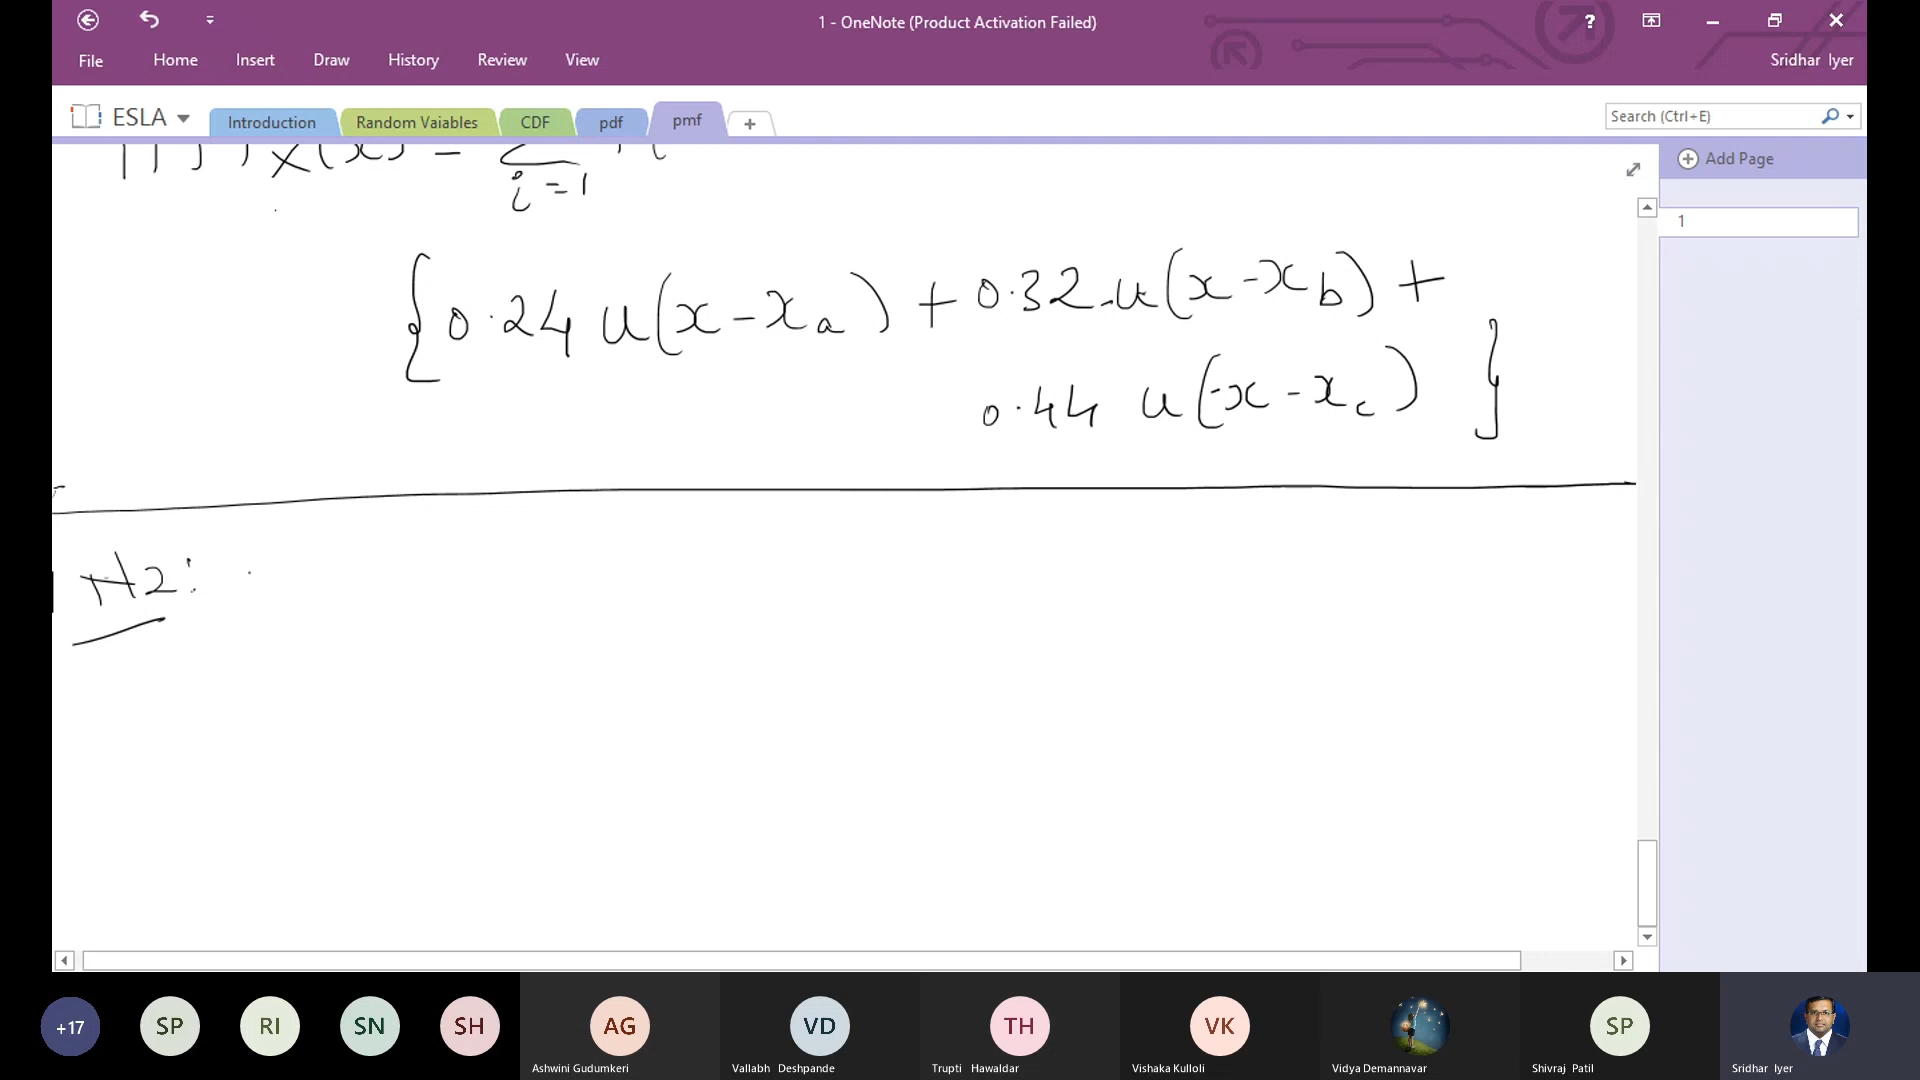 1 - OneNote (Product Activation Failed)
?
File Home Insert Draw History Review View
Sridhar Iyer
ESLA
Introduction Random Vaiables CDF pdf pmf
Search (Ctrl+E)
Add Page
1
i=1
{0.24 u(x-xₐ) + 0.32 u(x-x_b) +
0.44 u(x-x_c) }
N2:
+17 SP RI SN SH AG VD TH VK SP
Ashwini Gudumkeri Vallabh Deshpande Trupti Hawaldar Vishaka Kulloli Vidya Demannavar Shivraj Patil Sridhar Iyer